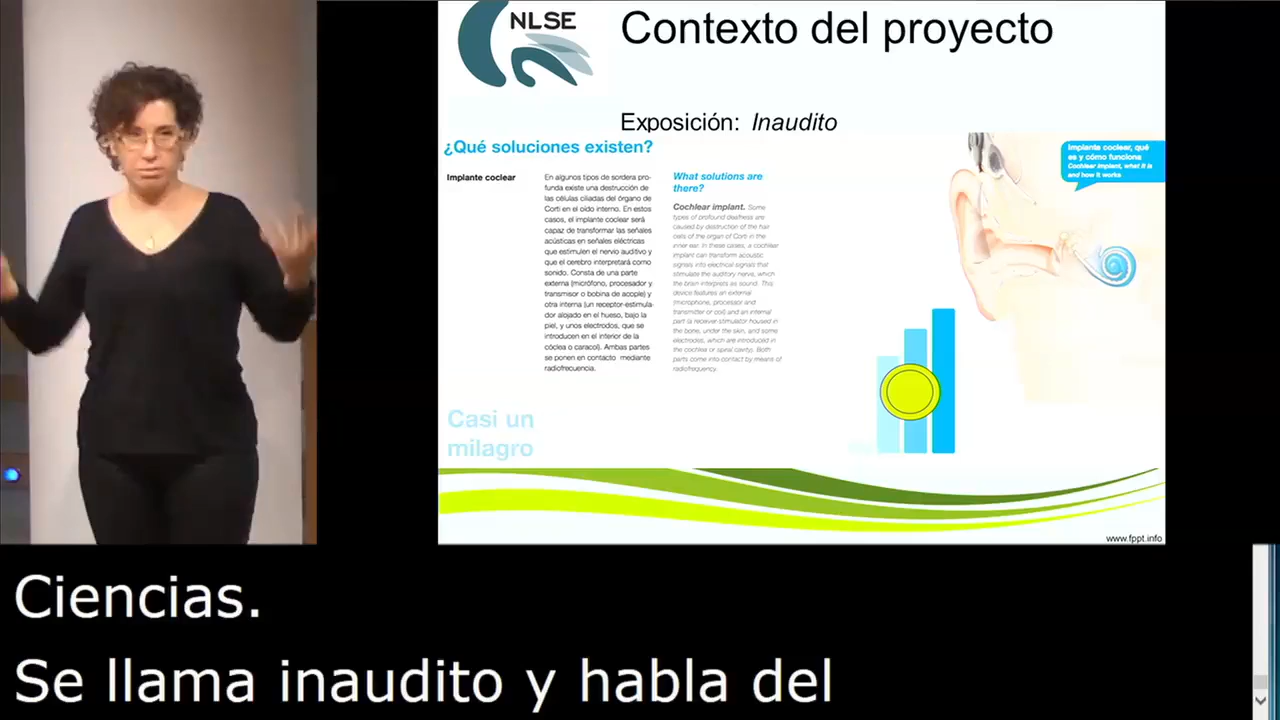 NLSE
Contexto del proyecto
Exposición: Inaudito
¿Qué soluciones existen?
Implante coclear
En algunos tipos de sordera pro-
funda existe una destrucción de
las células ciliadas del órgano de
Corti en el oído interno. En estos
casos, el implante coclear será
capaz de transformar las señales
acústicas en señales eléctricas
que estimulen el nervio auditivo y
que el cerebro interpretará como
sonido. Consta de una parte
externa (micrófono, procesador y
transmisor o bobina de acople) y
otra interna (un receptor-estimula-
dor alojado en el hueso, bajo la
piel, y unos electrodos, que se
introducen en el interior de la
cóclea o caracol). Ambas partes
se ponen en contacto mediante
radiofrecuencia.
What solutions are
there?
Cochlear implant. Some
types of profound deafness are
caused by destruction of the hair
cells of the organ of Corti in the
inner ear. In these cases, a cochlear
implant can transform acoustic
signals into electrical signals that
stimulate the auditory nerve, which
the brain interprets as sound. This
device features an external
(microphone, processor and
transmitter or coil) and an internal
part (a receiver-stimulator housed in
the bone, under the skin, and some
electrodes, which are introduced in
the cochlea or spiral cavity). Both
parts come into contact by means of
radiofrequency.
Implante coclear, qué
es y cómo funciona
Cochlear implant, what it is
and how it works
Casi un
milagro
www.fppt.info
Ciencias.
Se llama inaudito y habla del